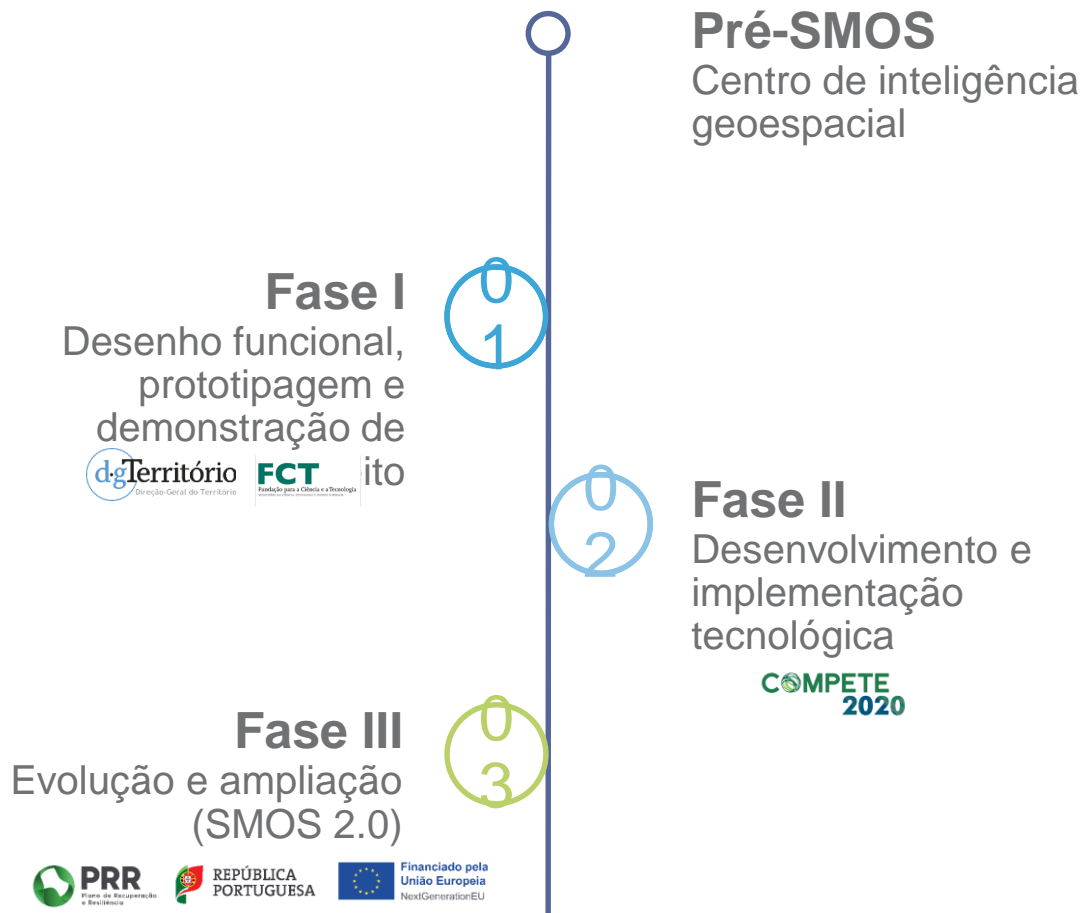 Pré-SMOS
Centro de inteligência
geoespacial
0
1
Fase I
Desenho funcional,
prototipagem e
demonstração de
ito
d·gTerritório
Direção-Geral do Território
FCT
Fundação para a Ciência e a Tecnologia
0
2
Fase II
Desenvolvimento e
implementação
tecnológica
COMPETE
2020
0
3
Fase III
Evolução e ampliação
(SMOS 2.0)
PRR
Plano de Recuperação
e Resiliência
REPÚBLICA
PORTUGUESA
Financiado pela
União Europeia
NextGenerationEU